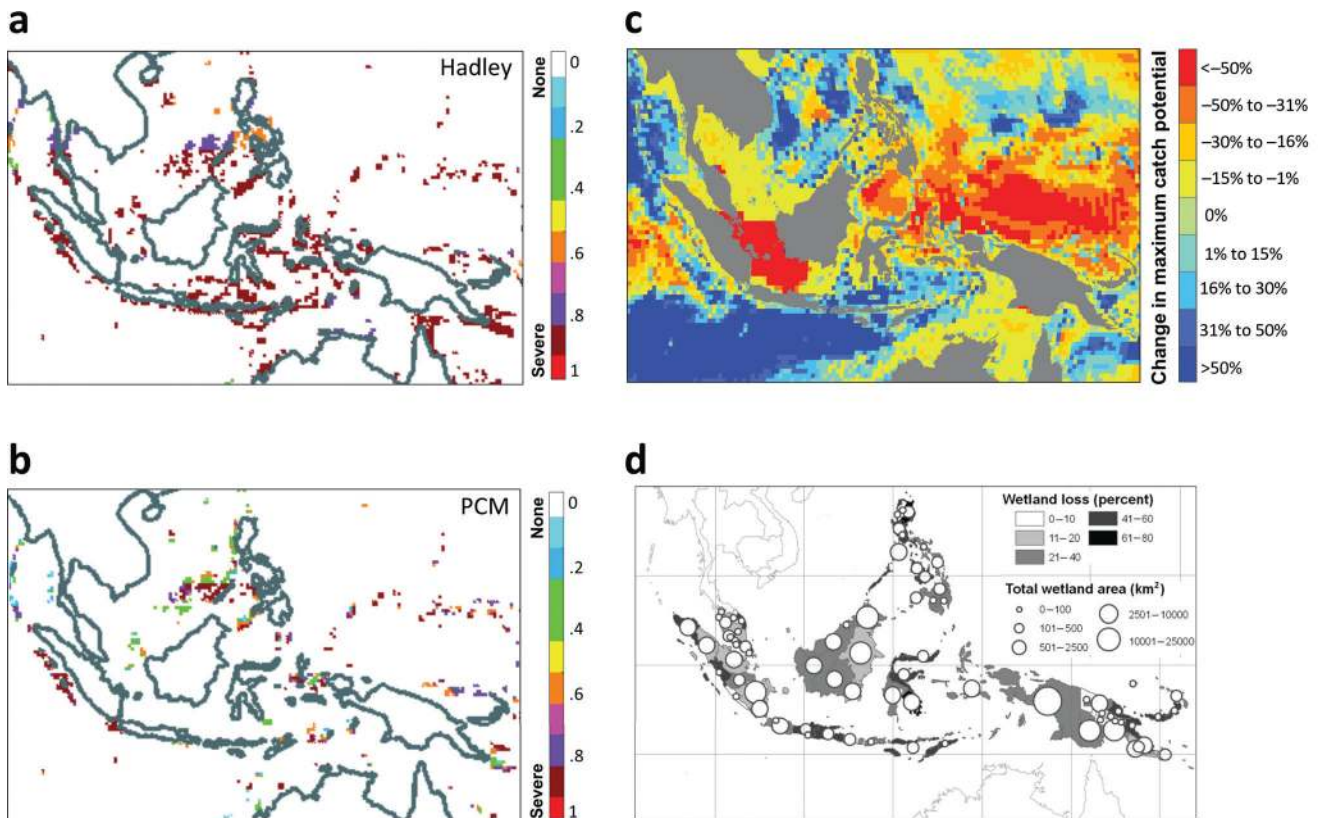 a
Hadley
None
0
.2
.4
.6
.8
1
Severe
c
Change in maximum catch potential
<–50%
–50% to –31%
–30% to –16%
–15% to –1%
0%
1% to 15%
16% to 30%
31% to 50%
>50%
b
PCM
None
0
.2
.4
.6
.8
1
Severe
d
Wetland loss (percent)
0–10
41–60
11–20
61–80
21–40
Total wetland area (km²)
0–100
2501–10000
101–500
10001–25000
501–2500